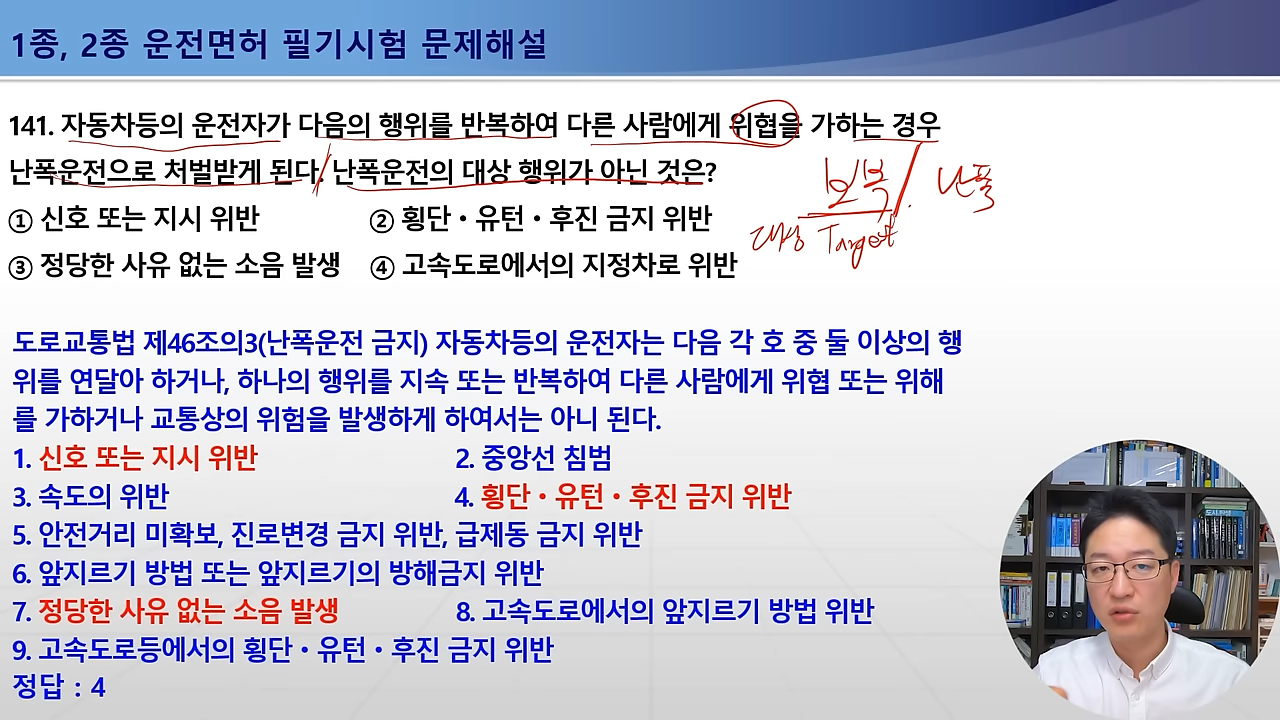 1종, 2종 운전면허 필기시험 문제해설
141. 자동차등의 운전자가 다음의 행위를 반복하여 다른 사람에게 위협을 가하는 경우
난폭운전으로 처벌받게 된다. 난폭운전의 대상 행위가 아닌 것은?
보복 / 난폭
① 신호 또는 지시 위반 ② 횡단 • 유턴 • 후진 금지 위반
대상 Target
③ 정당한 사유 없는 소음 발생 ④ 고속도로에서의 지정차로 위반
도로교통법 제46조의3(난폭운전 금지) 자동차등의 운전자는 다음 각 호 중 둘 이상의 행
위를 연달아 하거나, 하나의 행위를 지속 또는 반복하여 다른 사람에게 위협 또는 위해
를 가하거나 교통상의 위험을 발생하게 하여서는 아니 된다.
1. 신호 또는 지시 위반 2. 중앙선 침범
3. 속도의 위반 4. 횡단 • 유턴 • 후진 금지 위반
5. 안전거리 미확보, 진로변경 금지 위반, 급제동 금지 위반
6. 앞지르기 방법 또는 앞지르기의 방해금지 위반
7. 정당한 사유 없는 소음 발생 8. 고속도로에서의 앞지르기 방법 위반
9. 고속도로등에서의 횡단 • 유턴 • 후진 금지 위반
정답 : 4